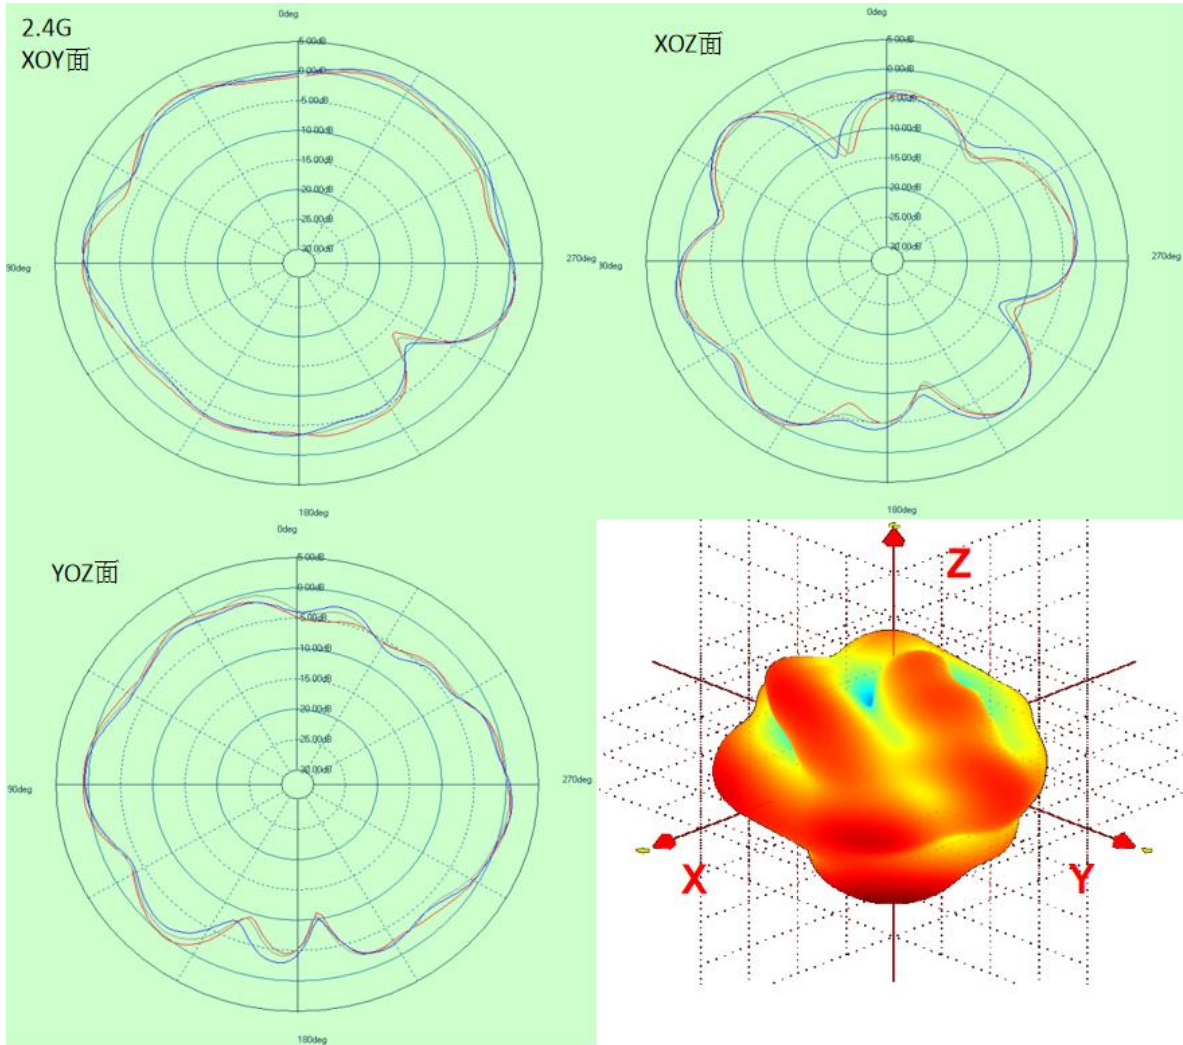 2.4G
XOY面
0deg
5.00dB
0.00dB
-5.00dB
-10.00dB
-15.00dB
-20.00dB
-25.00dB
-30.00dB
90deg
270deg
180deg
XOZ面
0deg
5.00dB
0.00dB
-5.00dB
-10.00dB
-15.00dB
-20.00dB
-25.00dB
-30.00dB
90deg
270deg
180deg
YOZ面
0deg
5.00dB
0.00dB
-5.00dB
-10.00dB
-15.00dB
-20.00dB
-25.00dB
-30.00dB
90deg
270deg
180deg
Z
X
Y